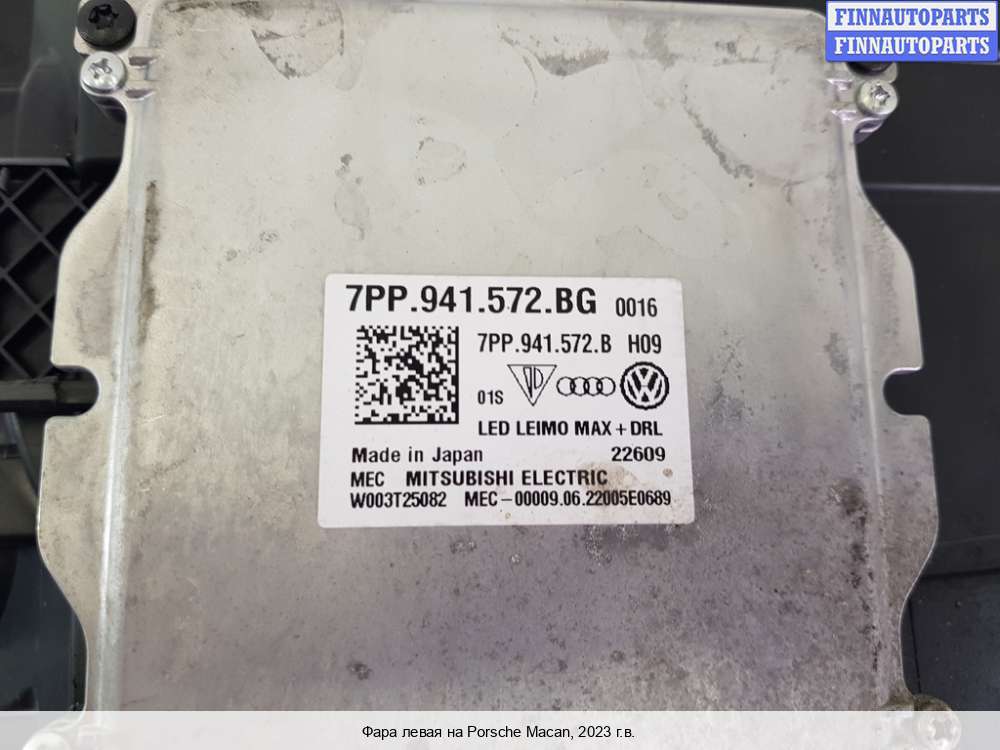 FINNAUTOPARTS
FINNAUTOPARTS
7PP.941.572.BG 0016
7PP.941.572.B H09
01S
LED LEIMO MAX + DRL
Made in Japan 22609
MEC MITSUBISHI ELECTRIC
W003T25082 MEC-00009.06.22005E0689
Фара левая на Porsche Macan, 2023 г.в.